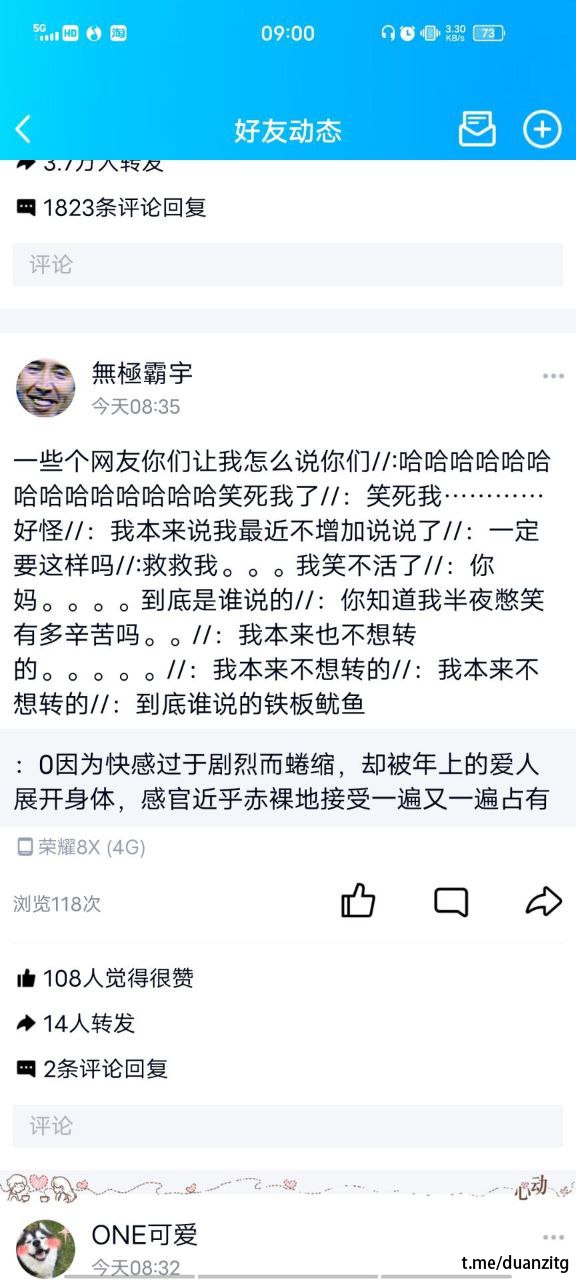 5G HD 淘 09:00 3.30 KB/s 73
好友动态
3.7万人转发
1823条评论回复
评论
無極霸宇
今天08:35
一些个网友你们让我怎么说你们//:哈哈哈哈哈哈
哈哈哈哈哈哈哈哈笑死我了//：笑死我…………
好怪//：我本来说我最近不增加说说了//：一定
要这样吗//:救救我。。。我笑不活了//：你
妈。。。。到底是谁说的//：你知道我半夜憋笑
有多辛苦吗。。//：我本来也不想转
的。。。。。//：我本来不想转的//：我本来不
想转的//：到底谁说的铁板鱿鱼
：0因为快感过于剧烈而蜷缩，却被年上的爱人
展开身体，感官近乎赤裸地接受一遍又一遍占有
荣耀8X (4G)
浏览118次
108人觉得很赞
14人转发
2条评论回复
评论
心动
ONE可爱
今天08:32
t.me/duanzitg